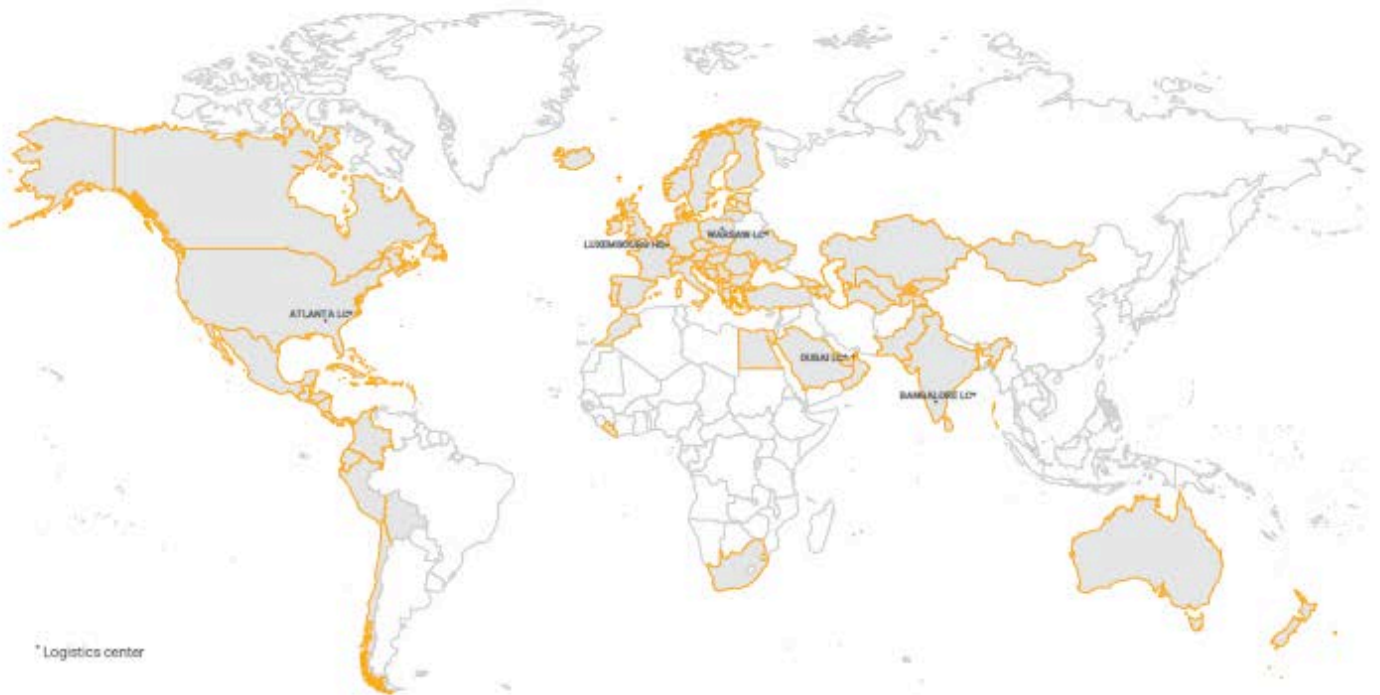 LUXEMBOURG HQ*
WARSAW LC*
ATLANTA LC*
DUBAI LC*
BANGALORE LC*
* Logistics center